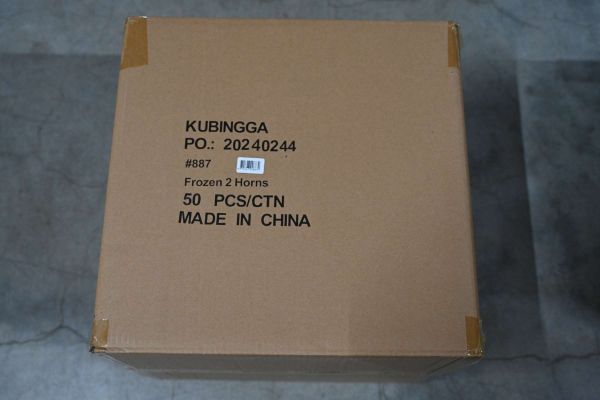 KUBINGGA
PO.: 20240244
#887
Frozen 2 Horns
50 PCS/CTN
MADE IN CHINA